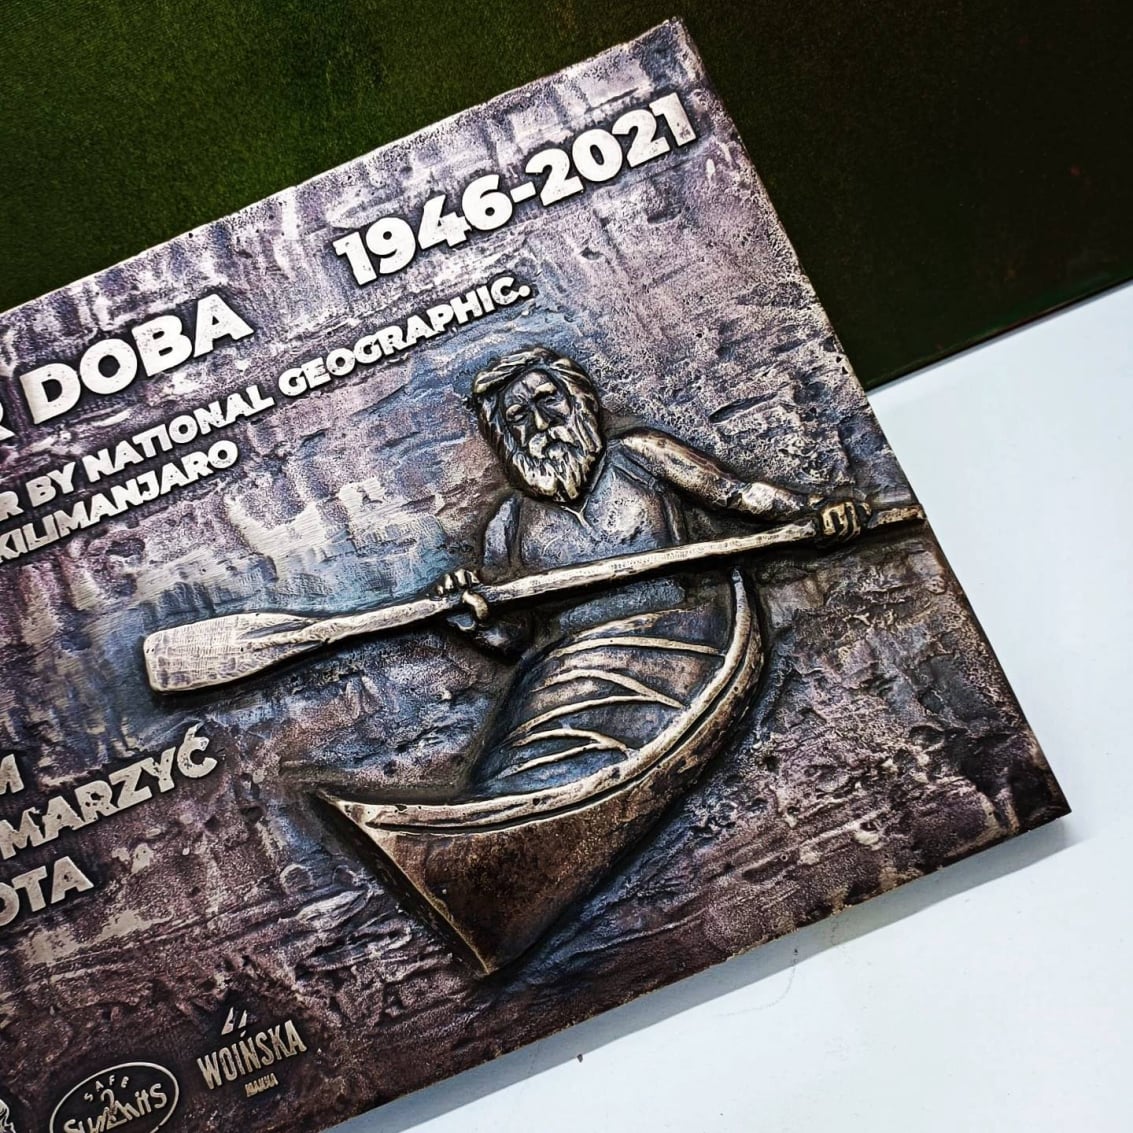 R DOBA 1946-2021
R BY NATIONAL GEOGRAPHIC.
KILIMANJARO
M
MARZYĆ
OTA
SAFE
SUMMITS
WOIŃSKA